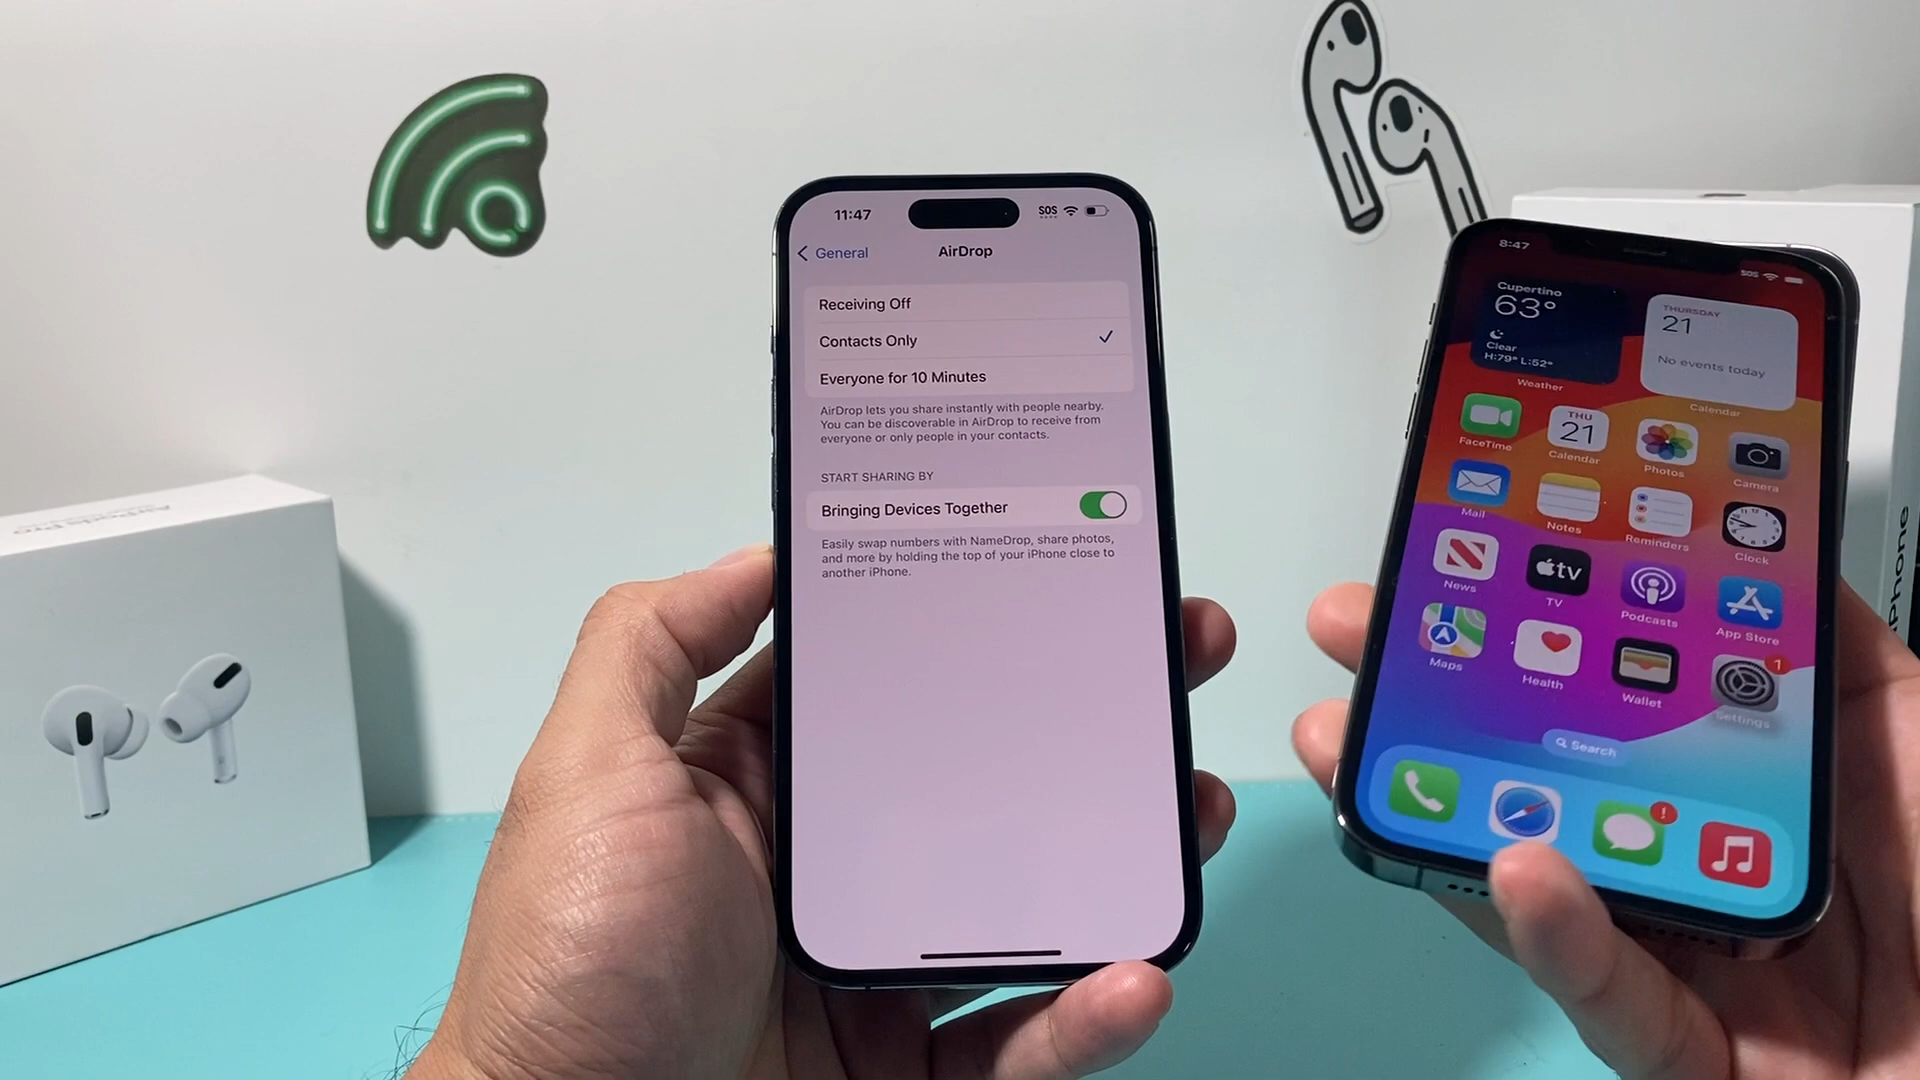 11:47
SOS
General
AirDrop
Receiving Off
Contacts Only
Everyone for 10 Minutes
AirDrop lets you share instantly with people nearby.
You can be discoverable in AirDrop to receive from
everyone or only people in your contacts.
START SHARING BY
Bringing Devices Together
Easily swap numbers with NameDrop, share photos,
and more by holding the top of your iPhone close to
another iPhone.
8:47
SOS
Cupertino
63°
Clear
H:79° L:52°
Weather
THURSDAY
21
No events today
Calendar
FaceTime
THU
21
Calendar
Photos
Camera
Mail
Notes
Reminders
Clock
News
tv
TV
Podcasts
App Store
Maps
Health
Wallet
1
Settings
Search
!
AirPods Pro
iPhone